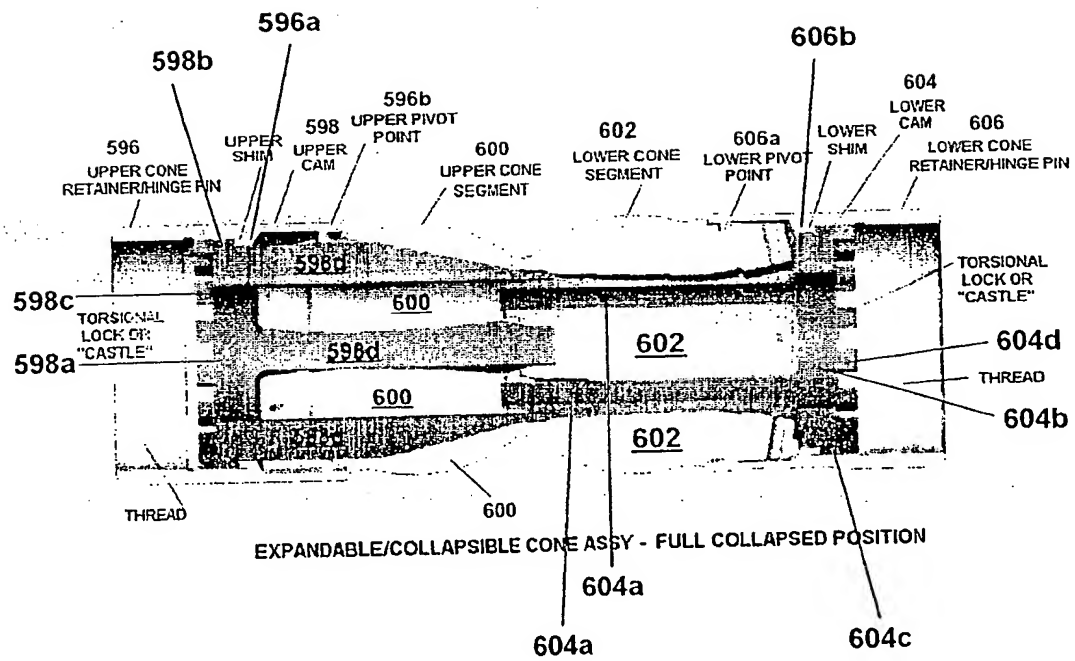 596a
598b
606b
596
UPPER CONE
RETAINER/HINGE PIN
UPPER
SHIM
598
UPPER
CAM
596b
UPPER PIVOT
POINT
600
UPPER CONE
SEGMENT
602
LOWER CONE
SEGMENT
606a
LOWER PIVOT
POINT
LOWER
SHIM
604
LOWER
CAM
606
LOWER CONE
RETAINER/HINGE PIN
598d
598c
600
TORSIONAL
LOCK OR
"CASTLE"
TORSIONAL
LOCK OR
"CASTLE"
598a
598d
602
604d
600
THREAD
604b
598d
602
THREAD
600
EXPANDABLE/COLLAPSIBLE CONE ASSY - FULL COLLAPSED POSITION
604a
604a
604c